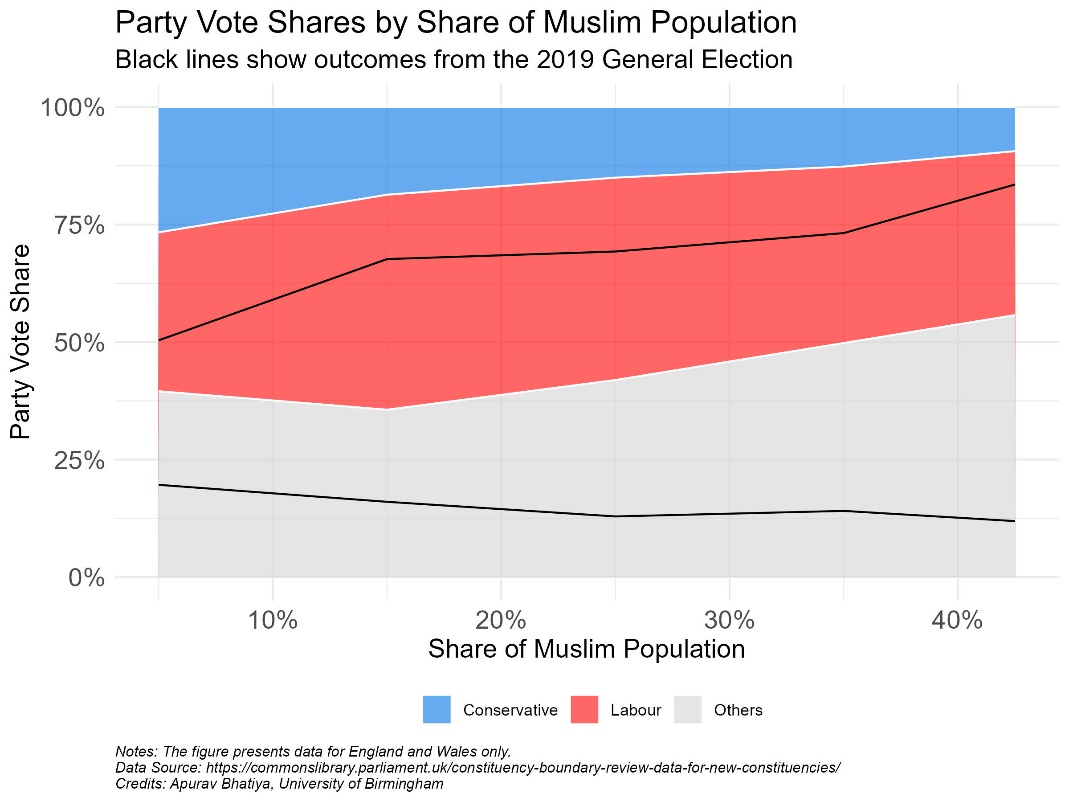 Party Vote Shares by Share of Muslim Population
Black lines show outcomes from the 2019 General Election
100%
75%
50%
25%
0%
Party Vote Share
10% 20% 30% 40%
Share of Muslim Population
Conservative Labour Others
Notes: The figure presents data for England and Wales only.
Data Source: https://commonslibrary.parliament.uk/constituency-boundary-review-data-for-new-constituencies/
Credits: Apurav Bhatiya, University of Birmingham